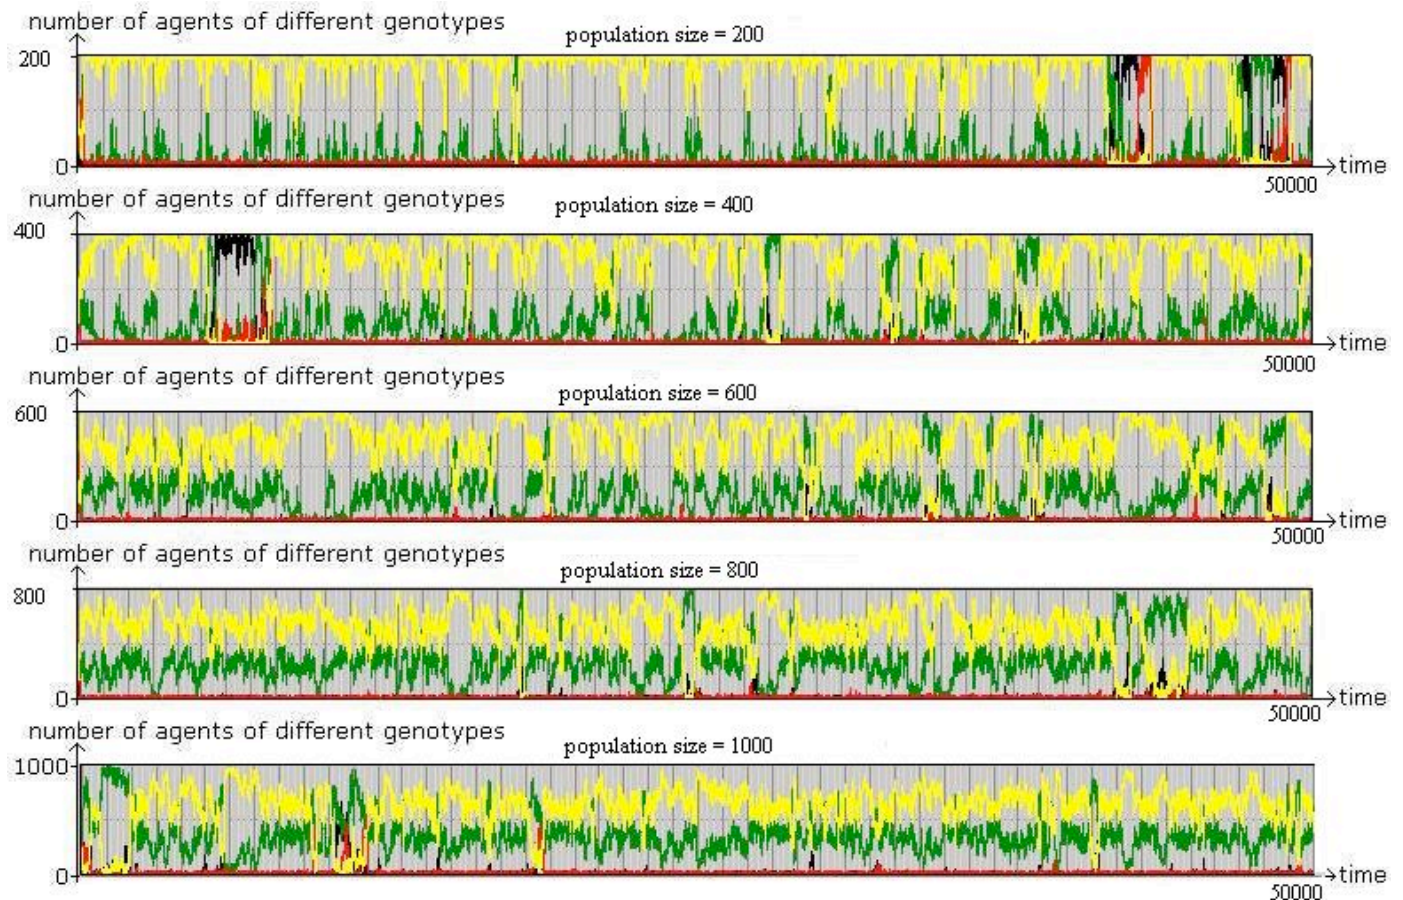 number of agents of different genotypes
population size = 200
200
0
time
50000
number of agents of different genotypes
population size = 400
400
0
time
50000
number of agents of different genotypes
population size = 600
600
0
time
50000
number of agents of different genotypes
population size = 800
800
0
time
50000
number of agents of different genotypes
population size = 1000
1000
0
time
50000